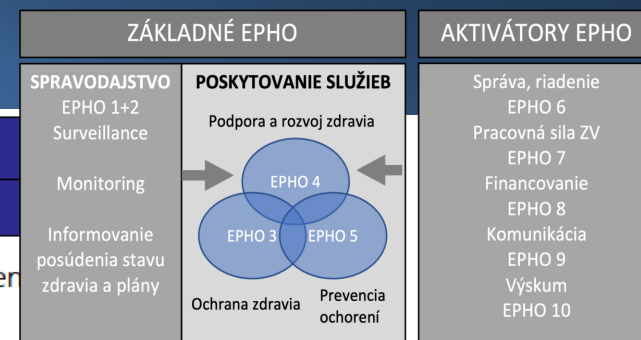 ZÁKLADNÉ EPHO
SPRAVODAJSTVO
EPHO 1+2
Surveillance
Monitoring
Informovanie
posúdenia stavu
zdravia a plány
POSKYTOVANIE SLUŽIEB
Podpora a rozvoj zdravia
EPHO 4
EPHO 3
EPHO 5
Ochrana zdravia
Prevencia
ochorení
AKTIVÁTORY EPHO
Správa, riadenie
EPHO 6
Pracovná sila ZV
EPHO 7
Financovanie
EPHO 8
Komunikácia
EPHO 9
Výskum
EPHO 10